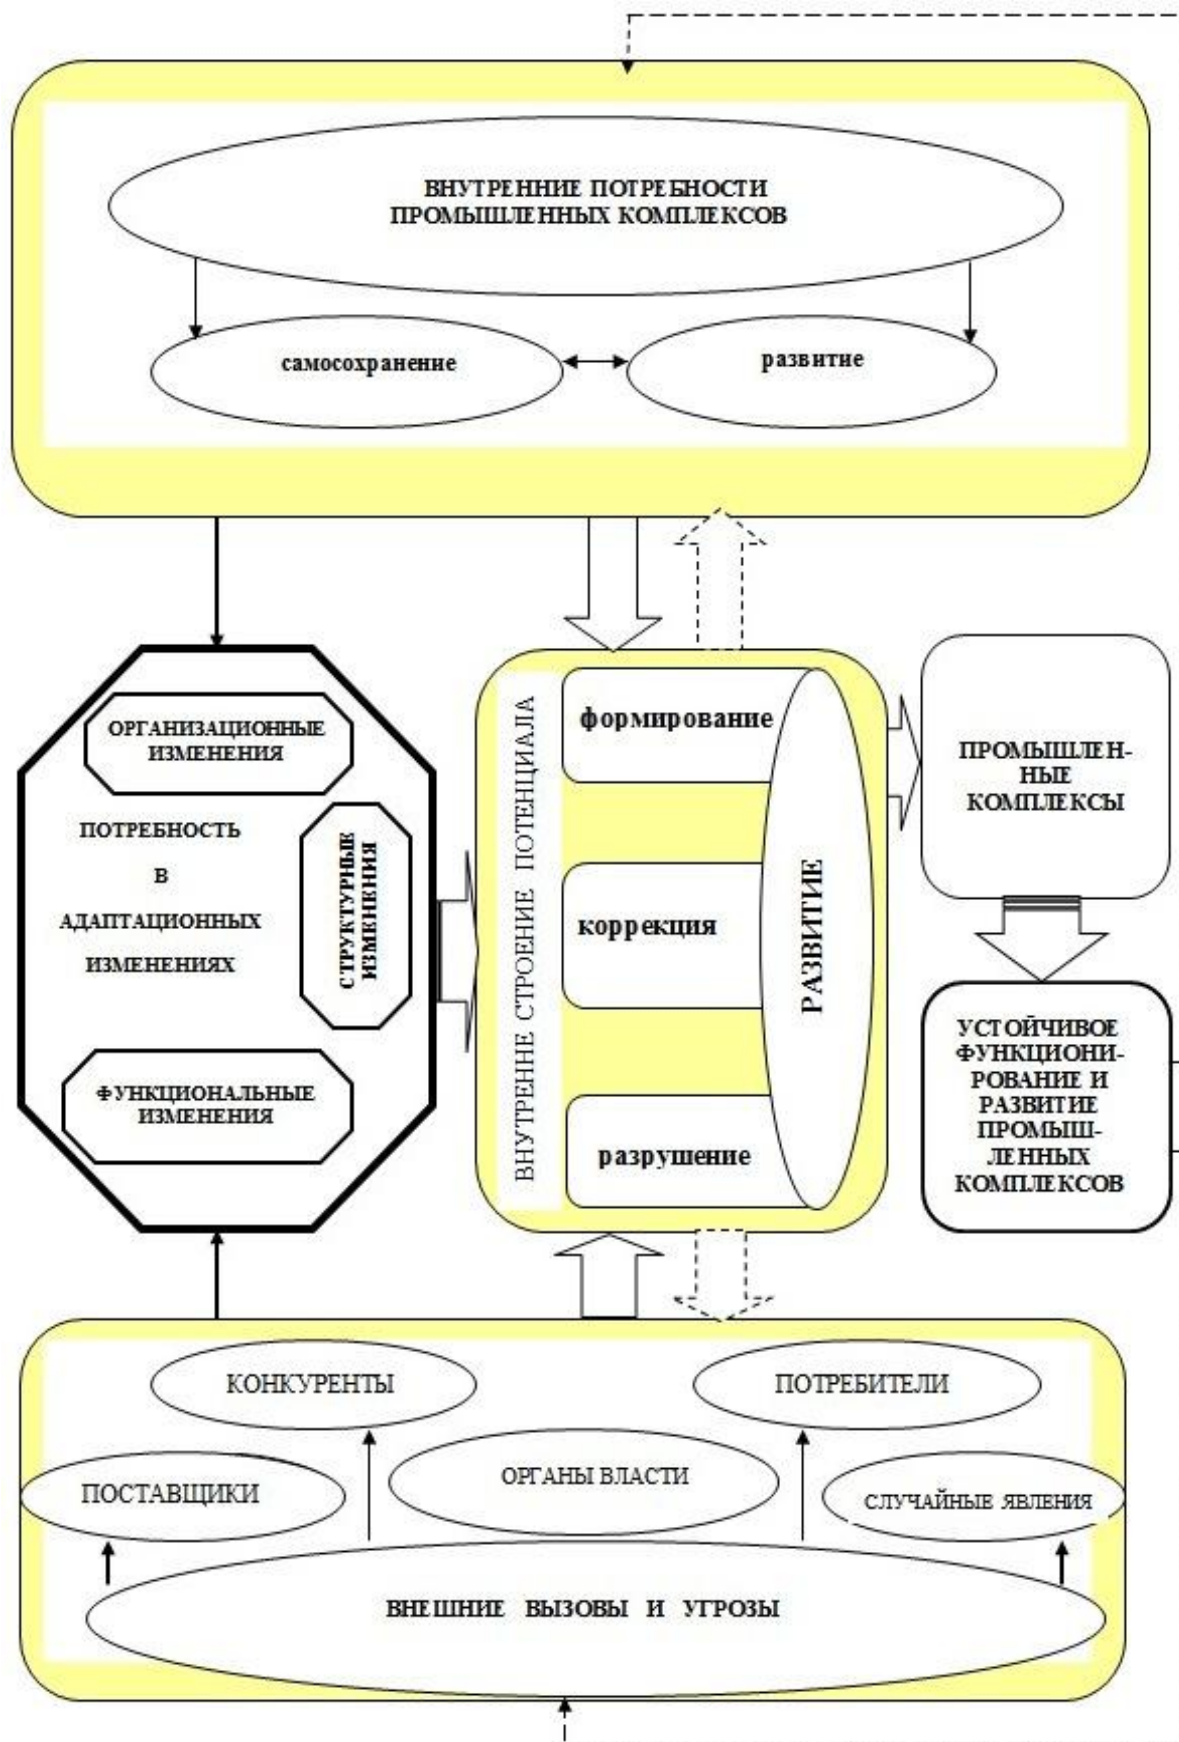 ВНУТРЕННИЕ ПОТРЕБНОСТИ
ПРОМЫШЛЕННЫХ КОМПЛЕКСОВ
самосохранение
развитие
ОРГАНИЗАЦИОННЫЕ
ИЗМЕНЕНИЯ
ПОТРЕБНОСТЬ
В
АДАПТАЦИОННЫХ
ИЗМЕНЕНИЯХ
СТРУКТУРНЫЕ
ИЗМЕНЕНИЯ
ФУНКЦИОНАЛЬНЫЕ
ИЗМЕНЕНИЯ
ВНУТРЕННЕ СТРОЕНИЕ ПОТЕНЦИАЛА
формирование
коррекция
разрушение
РАЗВИТИЕ
ПРОМЫШЛЕН-
НЫЕ
КОМПЛЕКСЫ
УСТОЙЧИВОЕ
ФУНКЦИОНИ-
РОВАНИЕ И
РАЗВИТИЕ
ПРОМЫШ-
ЛЕННЫХ
КОМПЛЕКСОВ
КОНКУРЕНТЫ
ПОТРЕБИТЕЛИ
ПОСТАВЩИКИ
ОРГАНЫ ВЛАСТИ
СЛУЧАЙНЫЕ ЯВЛЕНИЯ
ВНЕШНИЕ ВЫЗОВЫ И УГРОЗЫ